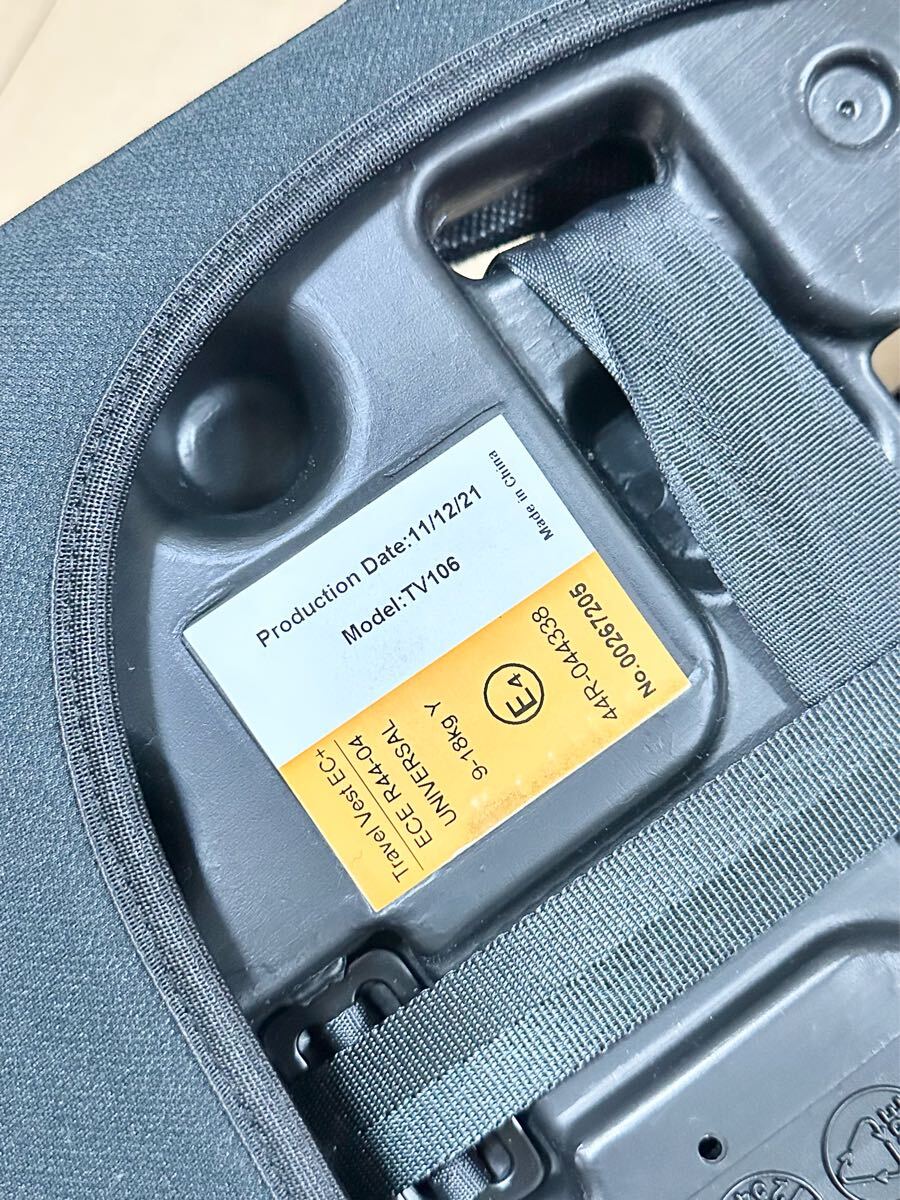 Production Date:11/12/21
Model:TV106
Made in China
Travel Vest EC+
ECE R44-04
UNIVERSAL
9-18kg Y
E4
44R-044338
No.00267205